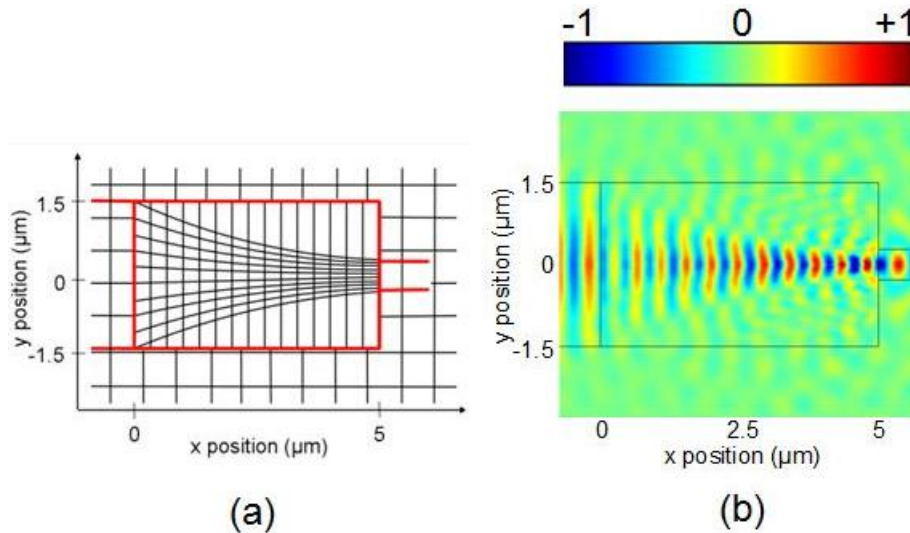 -1 0 +1
1.5
0
-1.5
y position (µm)
0 5
x position (µm)
(a)
1.5
0
-1.5
y position (µm)
0 2.5 5
x position (µm)
(b)